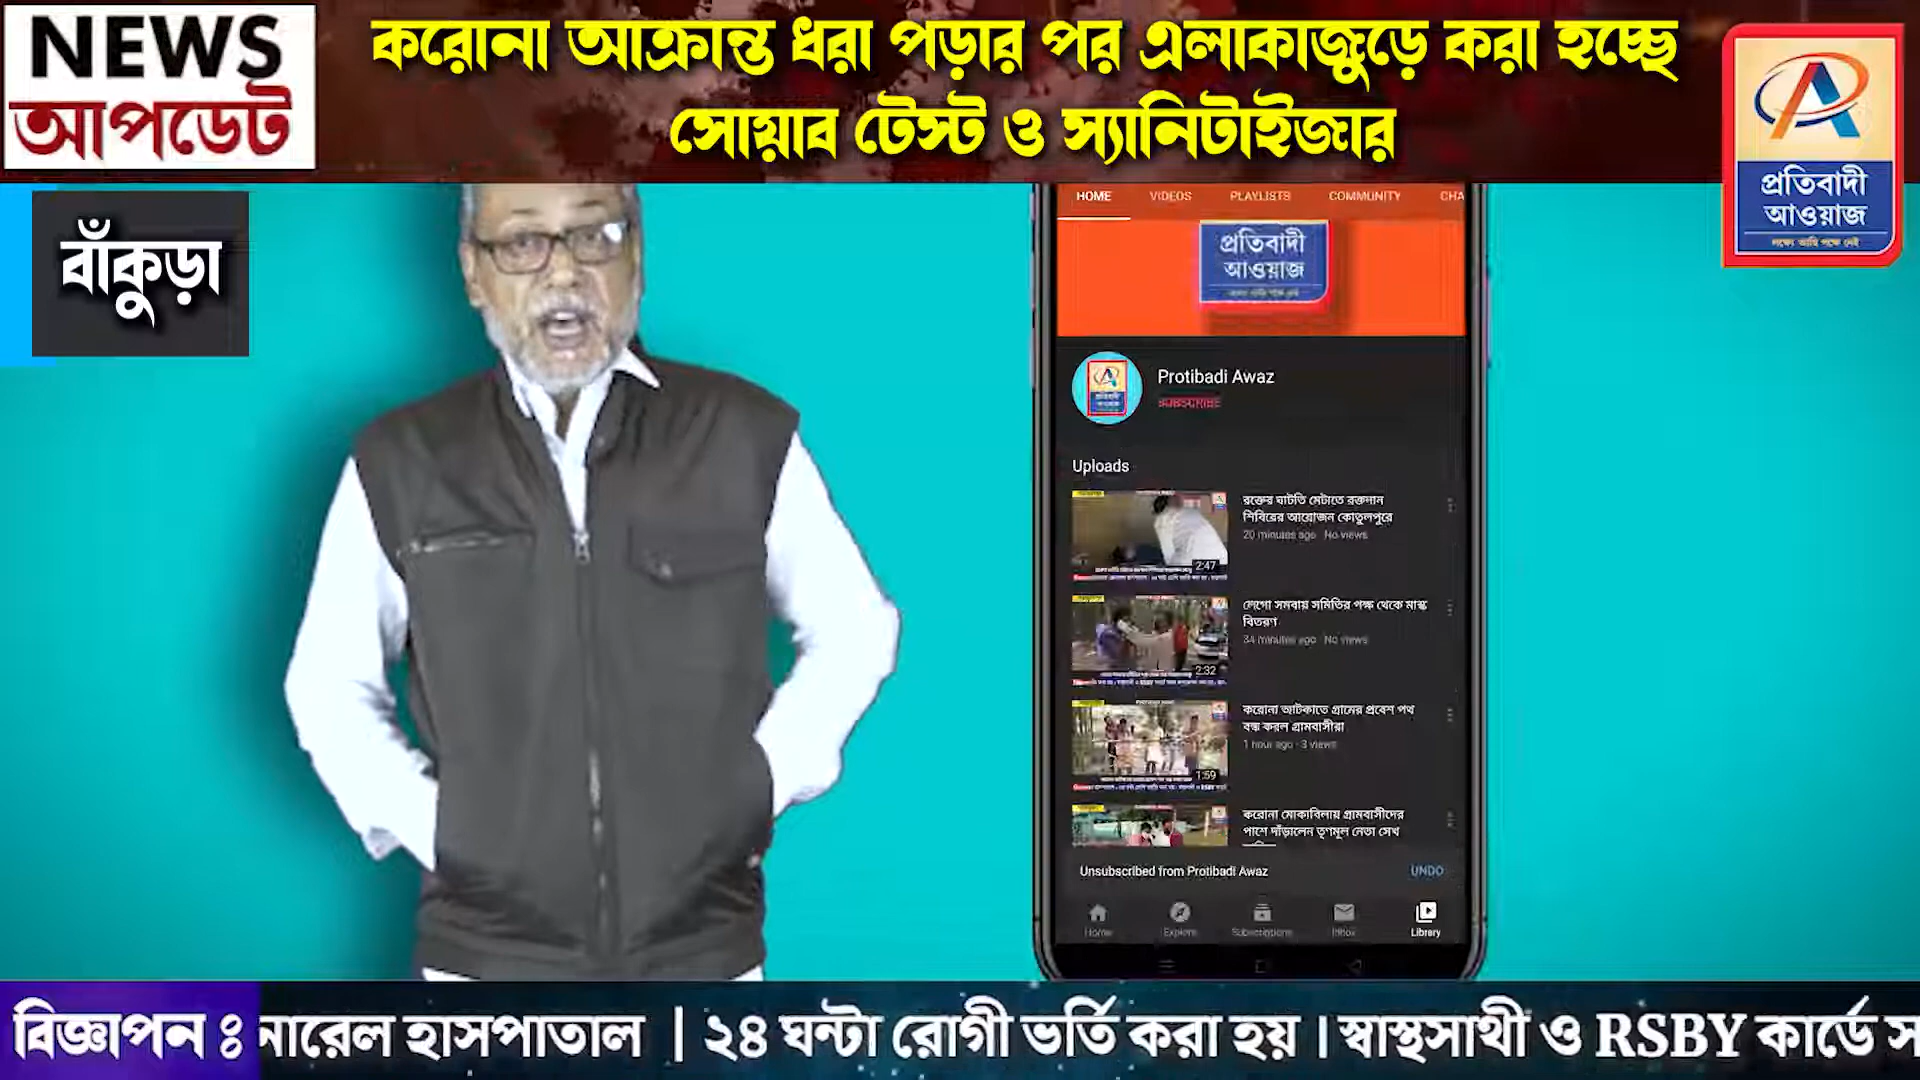 NEWS
আপডেট
করোনা আক্রান্ত ধরা পড়ার পর এলাকাজুড়ে করা হচ্ছে
সোয়াব টেস্ট ও স্যানিটাইজার
প্রতিবাদী
আওয়াজ
বাঁকুড়া
HOME VIDEOS PLAYLISTS COMMUNITY CHA
প্রতিবাদী
আওয়াজ
Protibadi Awaz
SUBSCRIBE
Uploads
রক্তের ঘাটতি মেটাতে রক্তদান
শিবিরের আয়োজন কোতুলপুরে
20 minutes ago · No views
2:47
লেগো সমবায় সমিতির পক্ষ থেকে মাস্ক
বিতরণ
34 minutes ago · No views
2:32
করোনা আটকাতে গ্রামের প্রবেশ পথ
বন্ধ করল গ্রামবাসীরা
1 hour ago · 3 views
1:59
করোনা মোকাবিলায় গ্রামবাসীদের
পাশে দাঁড়ালেন তৃণমূল নেতা সেখ
Unsubscribed from Protibadi Awaz UNDO
Home Explore Subscriptions Inbox Library
বিজ্ঞাপন ঃ নারেল হাসপাতাল | ২৪ ঘন্টা রোগী ভর্তি করা হয় । স্বাস্থসাথী ও RSBY কার্ডে স